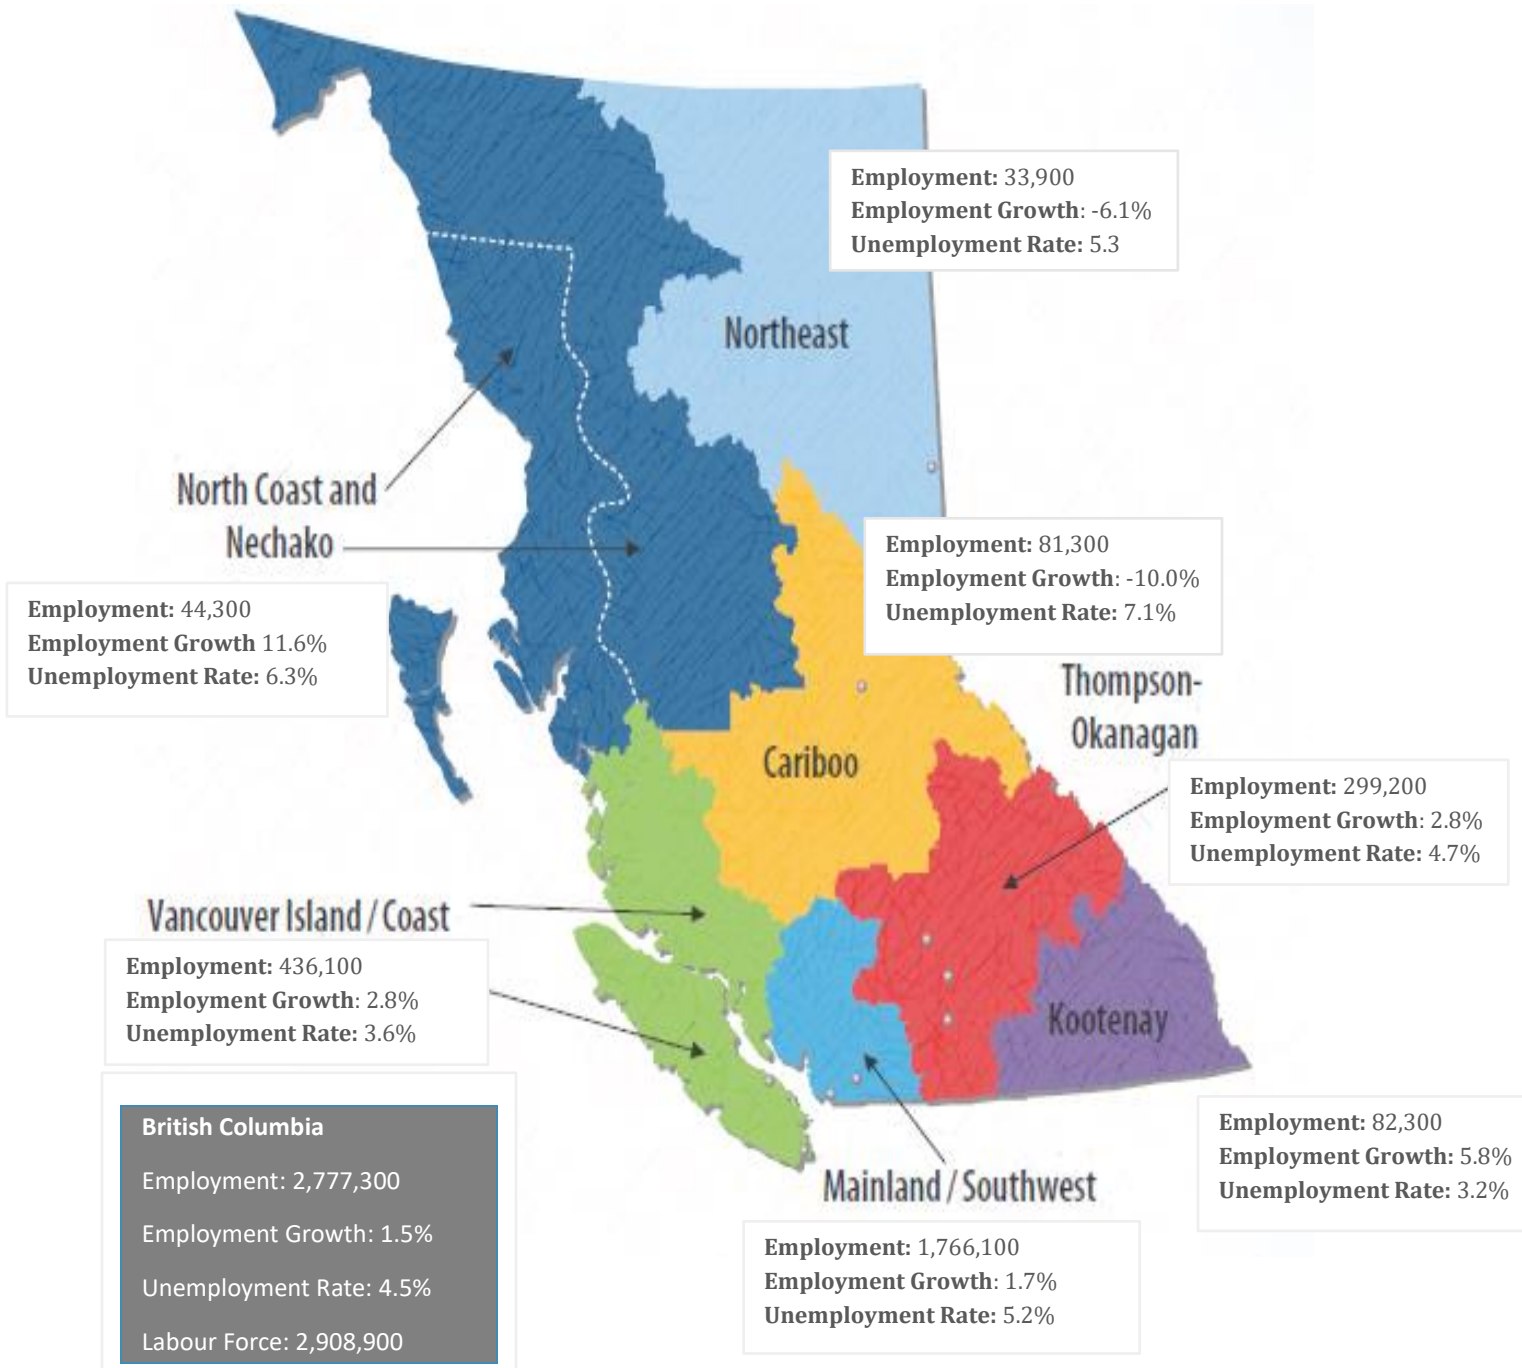 Employment: 33,900
Employment Growth: -6.1%
Unemployment Rate: 5.3
Northeast
North Coast and
Nechako
Employment: 81,300
Employment Growth: -10.0%
Unemployment Rate: 7.1%
Employment: 44,300
Employment Growth 11.6%
Unemployment Rate: 6.3%
Thompson-
Okanagan
Cariboo
Employment: 299,200
Employment Growth: 2.8%
Unemployment Rate: 4.7%
Vancouver Island / Coast
Employment: 436,100
Employment Growth: 2.8%
Unemployment Rate: 3.6%
Kootenay
British Columbia
Employment: 2,777,300
Employment Growth: 1.5%
Unemployment Rate: 4.5%
Labour Force: 2,908,900
Mainland / Southwest
Employment: 1,766,100
Employment Growth: 1.7%
Unemployment Rate: 5.2%
Employment: 82,300
Employment Growth: 5.8%
Unemployment Rate: 3.2%